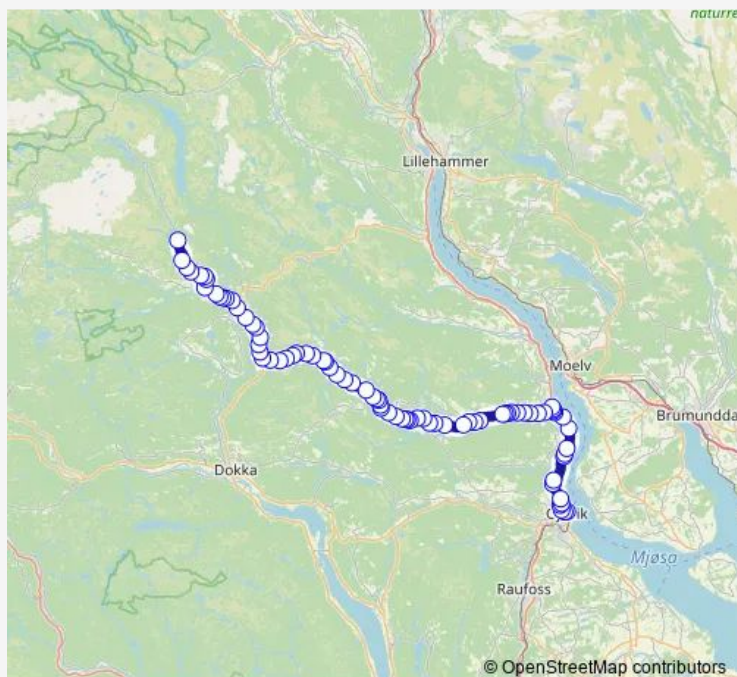 naturre
Lillehammer
Moelv
Brumundda
Dokka
Mjøsa
Raufoss
© OpenStreetMap contributors